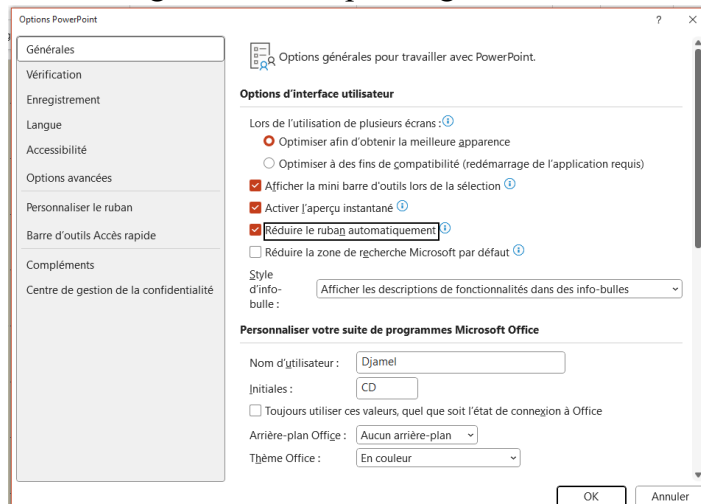 Options PowerPoint
Générales
Vérification
Enregistrement
Langue
Accessibilité
Options avancées
Personnaliser le ruban
Barre d'outils Accès rapide
Compléments
Centre de gestion de la confidentialité
Options générales pour travailler avec PowerPoint.
Options d'interface utilisateur
Lors de l'utilisation de plusieurs écrans :
Optimiser afin d'obtenir la meilleure apparence
Optimiser à des fins de compatibilité (redémarrage de l'application requis)
Afficher la mini barre d'outils lors de la sélection
Activer l'aperçu instantané
Réduire le ruban automatiquement
Réduire la zone de recherche Microsoft par défaut
Style
d'info-
bulle :
Afficher les descriptions de fonctionnalités dans des info-bulles
Personnaliser votre suite de programmes Microsoft Office
Nom d'utilisateur : Djamel
Initiales : CD
Toujours utiliser ces valeurs, quel que soit l'état de connexion à Office
Arrière-plan Office : Aucun arrière-plan
Thème Office : En couleur
OK Annuler